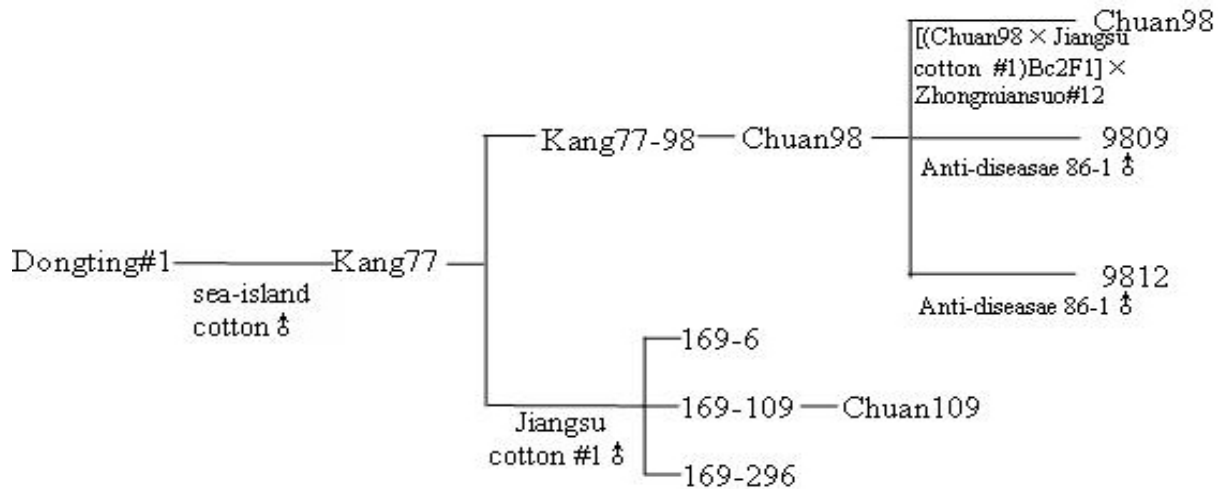 Chuan98
[(Chuan98 × Jiangsu
cotton #1)Bc2F1] ×
Zhongmiansuo#12
Kang77-98
Chuan98
9809
Anti-diseasae 86-1 ♂
Dongting#1
Kang77
sea-island
cotton ♂
9812
Anti-diseasae 86-1 ♂
169-6
169-109
Chuan109
Jiangsu
cotton #1 ♂
169-296